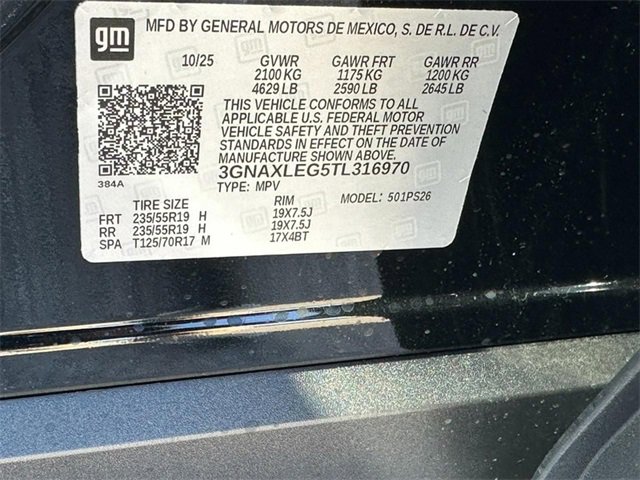 gm
MFD BY GENERAL MOTORS DE MEXICO, S. DE R.L. DE C.V.
10/25 GVWR GAWR FRT GAWR RR
2100 KG 1175 KG 1200 KG
4629 LB 2590 LB 2645 LB
THIS VEHICLE CONFORMS TO ALL
APPLICABLE U.S. FEDERAL MOTOR
VEHICLE SAFETY AND THEFT PREVENTION
STANDARDS IN EFFECT ON THE DATE OF
MANUFACTURE SHOWN ABOVE.
384A
3GNAXLEG5TL316970
TYPE: MPV MODEL: 501PS26
TIRE SIZE RIM
FRT 235/55R19 H 19X7.5J
RR 235/55R19 H 19X7.5J
SPA T125/70R17 M 17X4BT